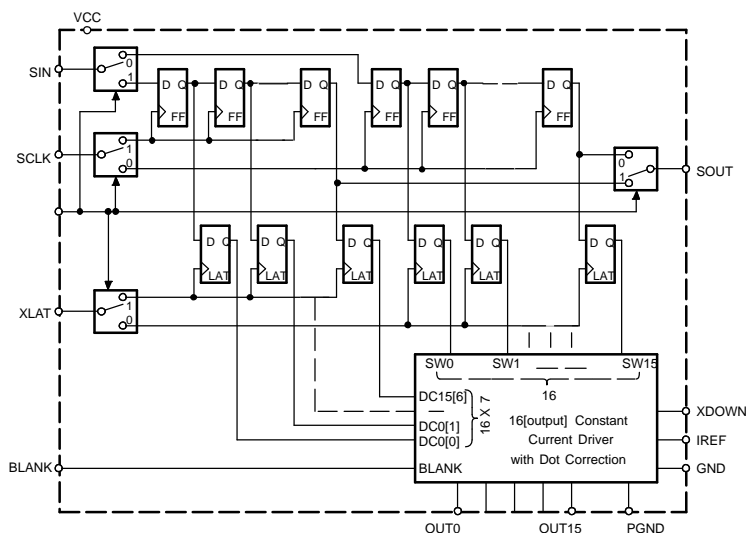 VCC
SIN
0
1
D Q
FF
D Q
FF
D Q
FF
D Q
FF
D Q
FF
D Q
FF
SCLK
1
0
0
1
SOUT
D Q
LAT
D Q
LAT
D Q
LAT
D Q
LAT
D Q
LAT
D Q
LAT
XLAT
1
0
SW0
SW1
SW15
16
DC15[6]
DC0[1]
DC0[0]
16 X 7
16[output] Constant
Current Driver
with Dot Correction
BLANK
BLANK
XDOWN
IREF
GND
OUT0
OUT15
PGND